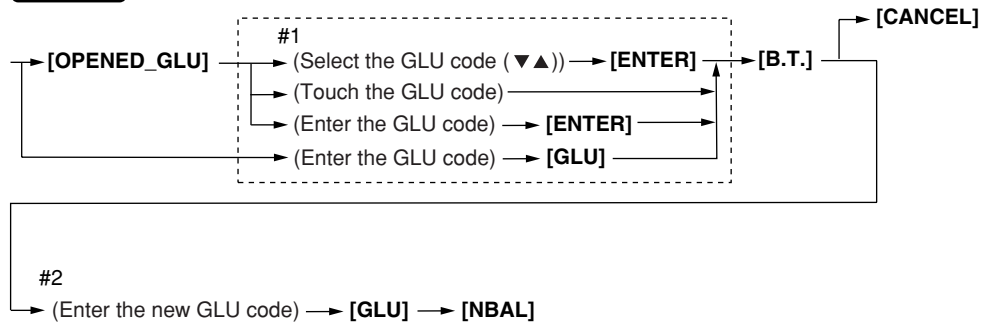 [CANCEL]
#1
[OPENED_GLU] (Select the GLU code (▼▲)) [ENTER] [B.T.]
(Touch the GLU code)
(Enter the GLU code) [ENTER]
(Enter the GLU code) [GLU]
#2
(Enter the new GLU code) [GLU] [NBAL]